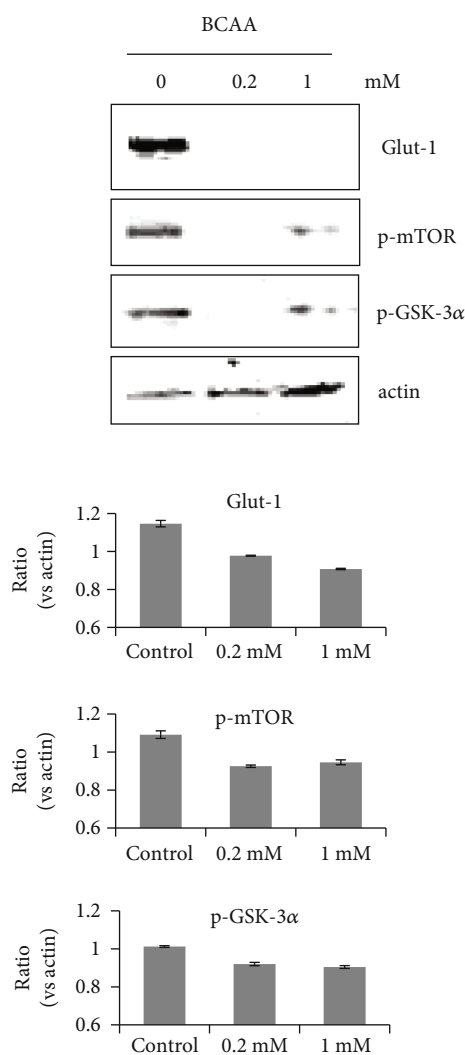 BCAA
0 0.2 1 mM
Glut-1
p-mTOR
p-GSK-3α
actin
Glut-1
Ratio
(vs actin)
1.2
1
0.8
0.6
Control 0.2 mM 1 mM
p-mTOR
Ratio
(vs actin)
1.2
1
0.8
0.6
Control 0.2 mM 1 mM
p-GSK-3α
Ratio
(vs actin)
1.2
1
0.8
0.6
Control 0.2 mM 1 mM